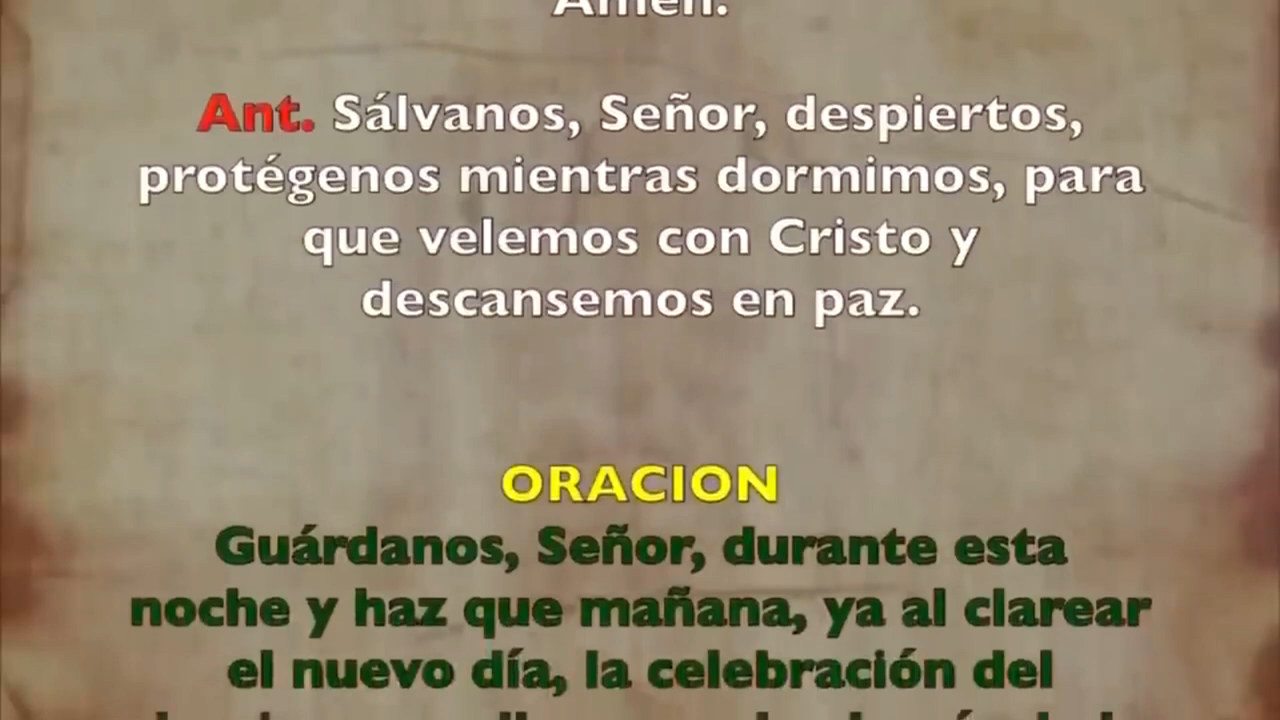 Amén.
Ant. Sálvanos, Señor, despiertos,
protégenos mientras dormimos, para
que velemos con Cristo y
descansemos en paz.
ORACION
Guárdanos, Señor, durante esta
noche y haz que mañana, ya al clarear
el nuevo día, la celebración del